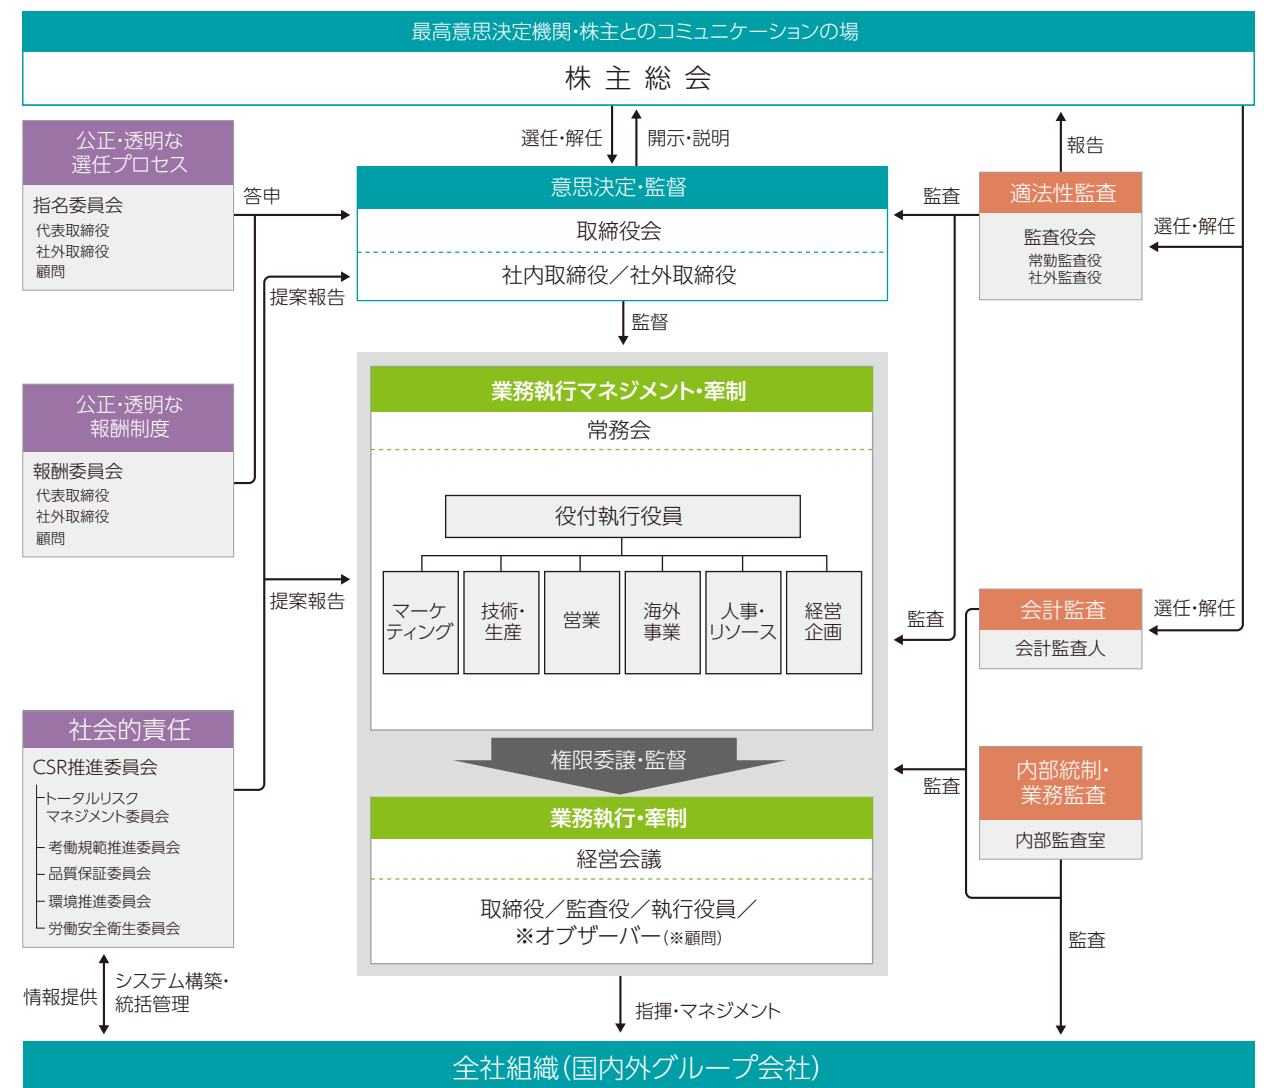 最高意思決定機関・株主とのコミュニケーションの場
株主総会
選任・解任
開示・説明
報告
公正・透明な
選任プロセス
指名委員会
代表取締役
社外取締役
顧問
答申
提案報告
意思決定・監督
取締役会
社内取締役／社外取締役
監督
監査
適法性監査
監査役会
常勤監査役
社外監査役
選任・解任
公正・透明な
報酬制度
報酬委員会
代表取締役
社外取締役
顧問
提案報告
業務執行マネジメント・牽制
常務会
役付執行役員
マーケ
ティング
技術・
生産
営業
海外
事業
人事・
リソース
経営
企画
監査
会計監査
会計監査人
選任・解任
社会的責任
CSR推進委員会
トータルリスク
マネジメント委員会
考働規範推進委員会
品質保証委員会
環境推進委員会
労働安全衛生委員会
権限委譲・監督
業務執行・牽制
経営会議
取締役／監査役／執行役員／
※オブザーバー(※顧問)
監査
内部統制・
業務監査
内部監査室
監査
情報提供
システム構築・
統括管理
指揮・マネジメント
全社組織(国内外グループ会社)